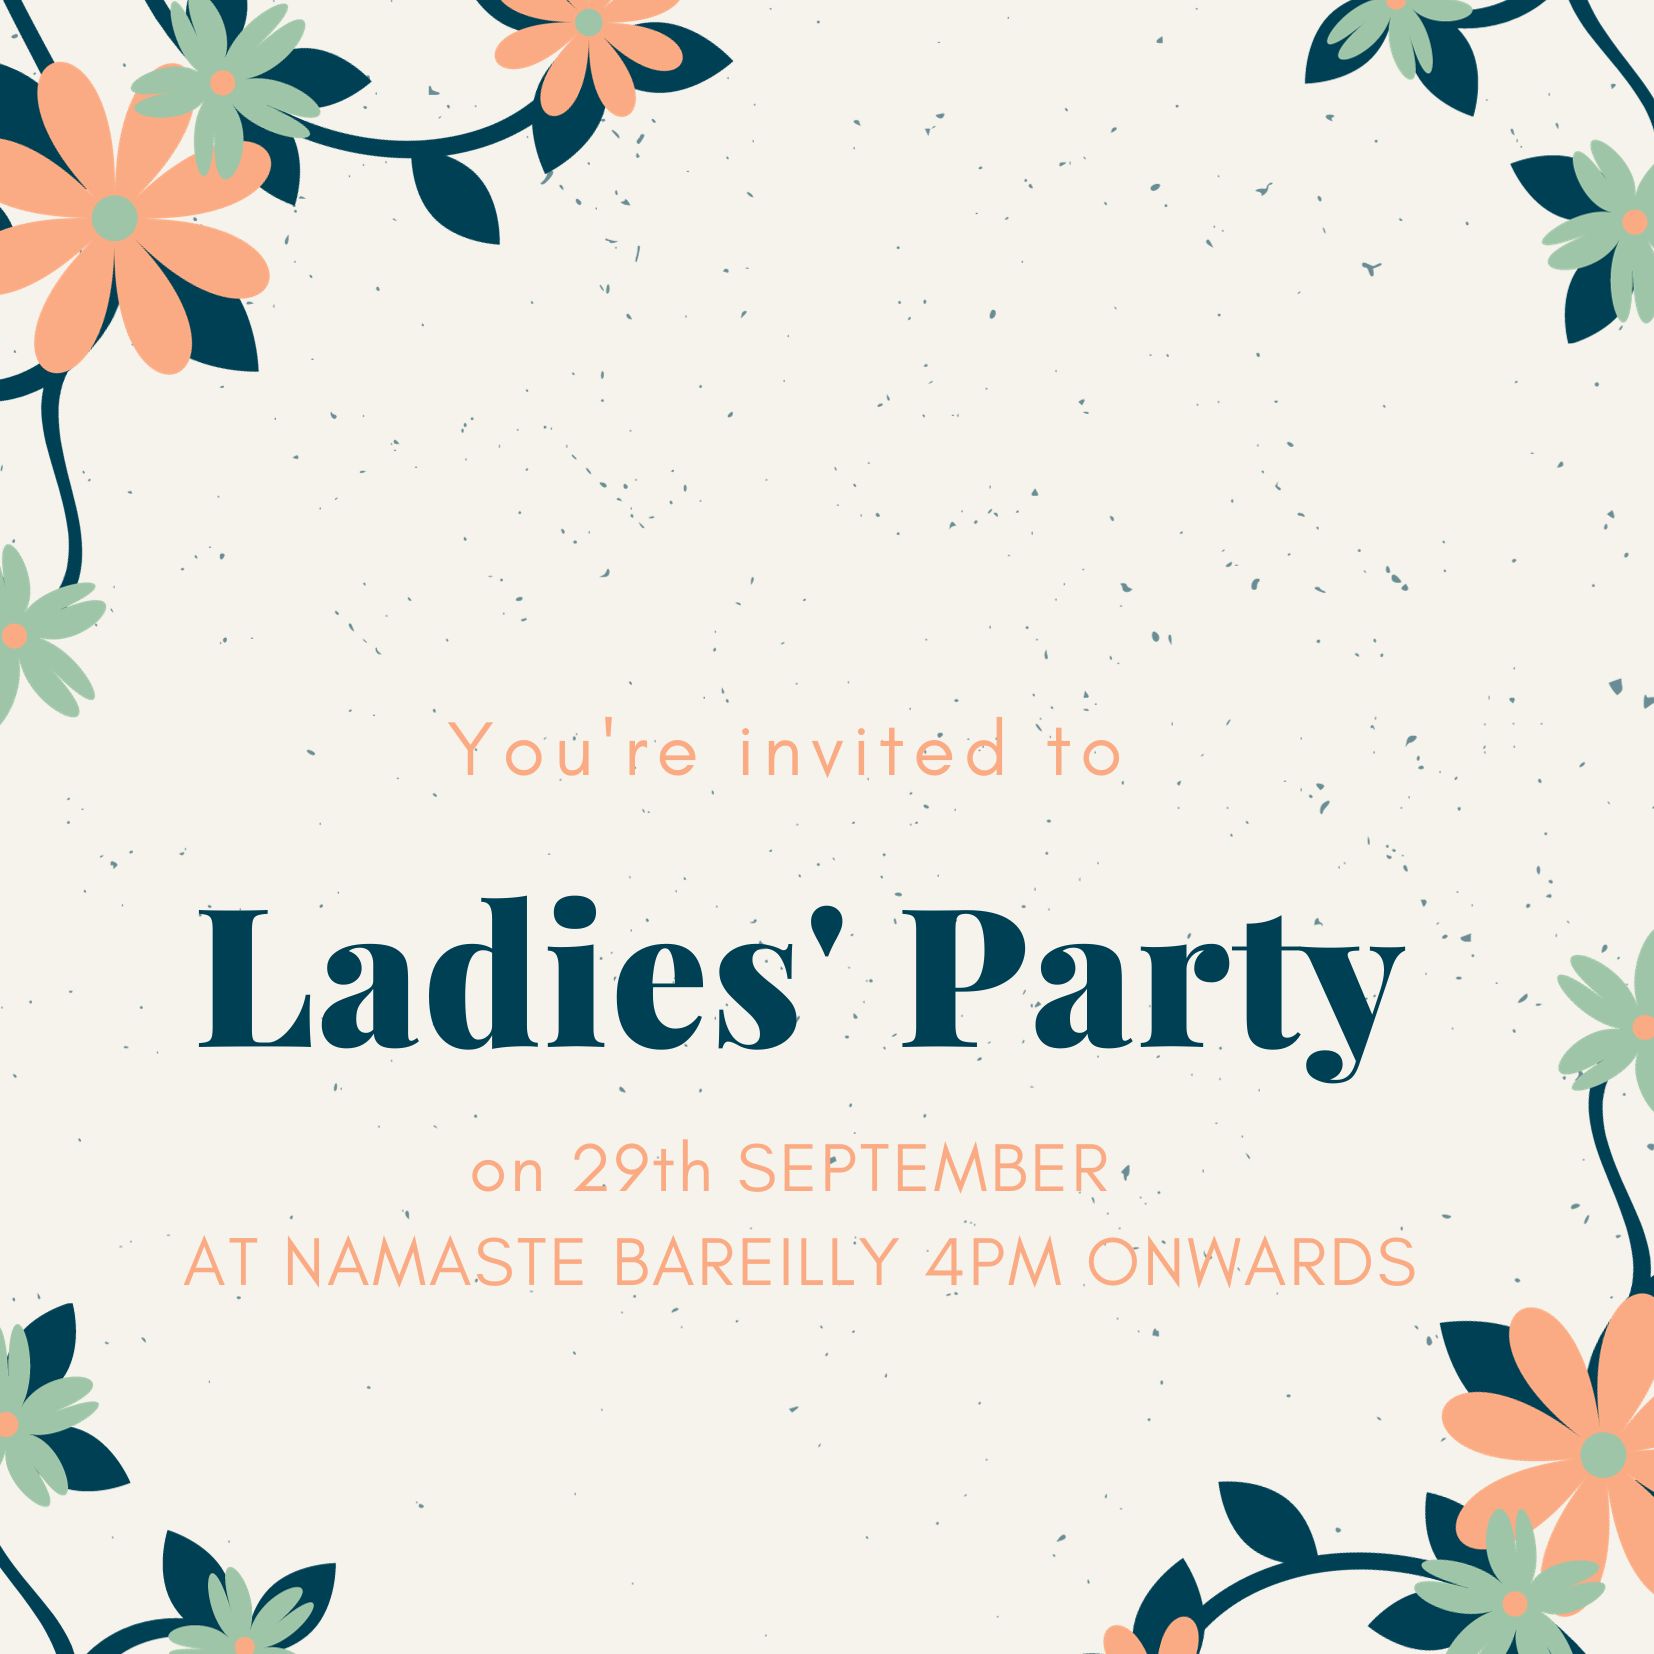 You're invited to
Ladies' Party
on 29th SEPTEMBER
AT NAMASTE BAREILLY 4PM ONWARDS